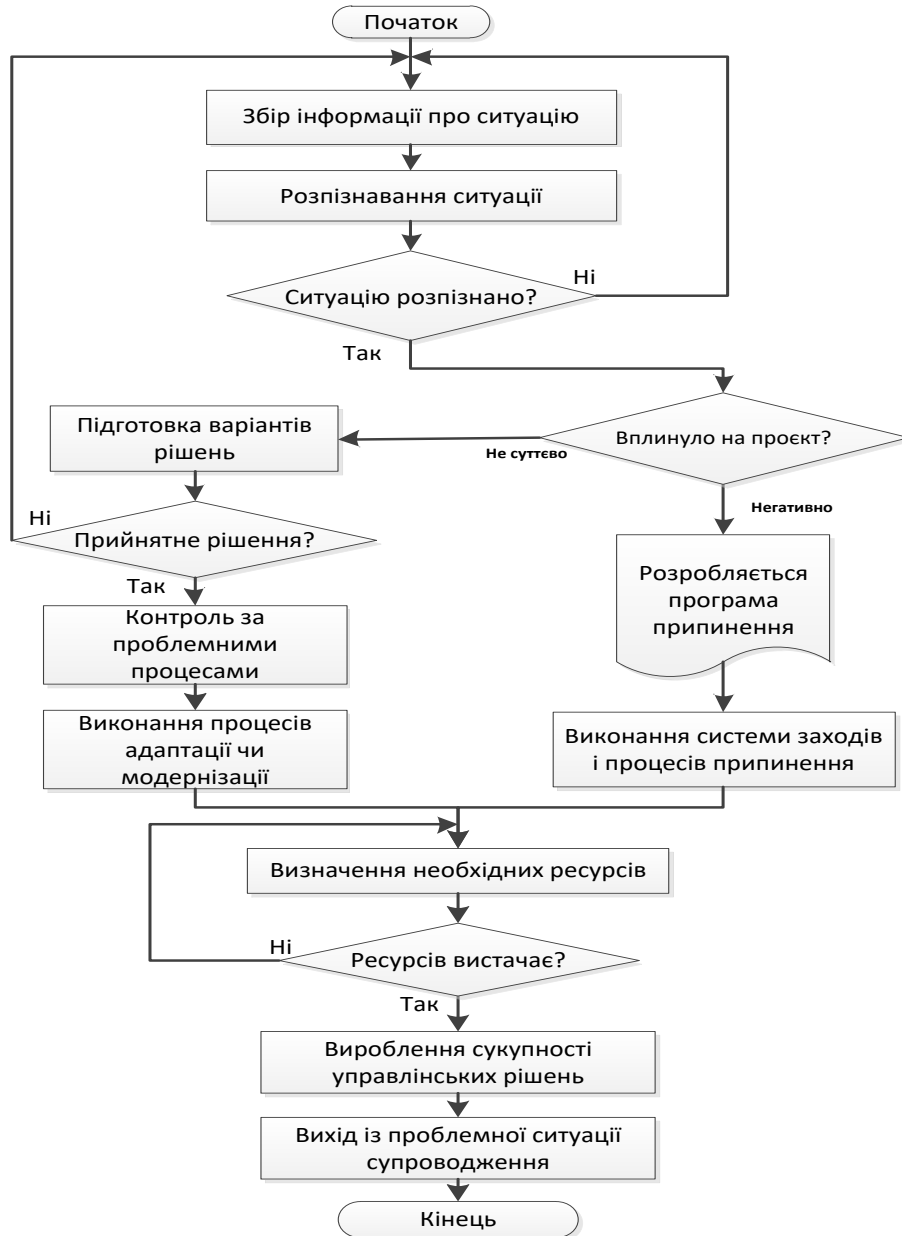 Початок
Збір інформації про ситуацію
Розпізнавання ситуації
Ситуацію розпізнано?
Ні
Так
Підготовка варіантів
рішень
Вплинуло на проєкт?
Не суттєво
Негативно
Ні
Прийнятне рішення?
Так
Розробляється
програма
припинення
Контроль за
проблемними
процесами
Виконання процесів
адаптації чи
модернізації
Виконання системи заходів
і процесів припинення
Визначення необхідних ресурсів
Ні
Ресурсів вистачає?
Так
Вироблення сукупності
управлінських рішень
Вихід із проблемної ситуації
супроводження
Кінець